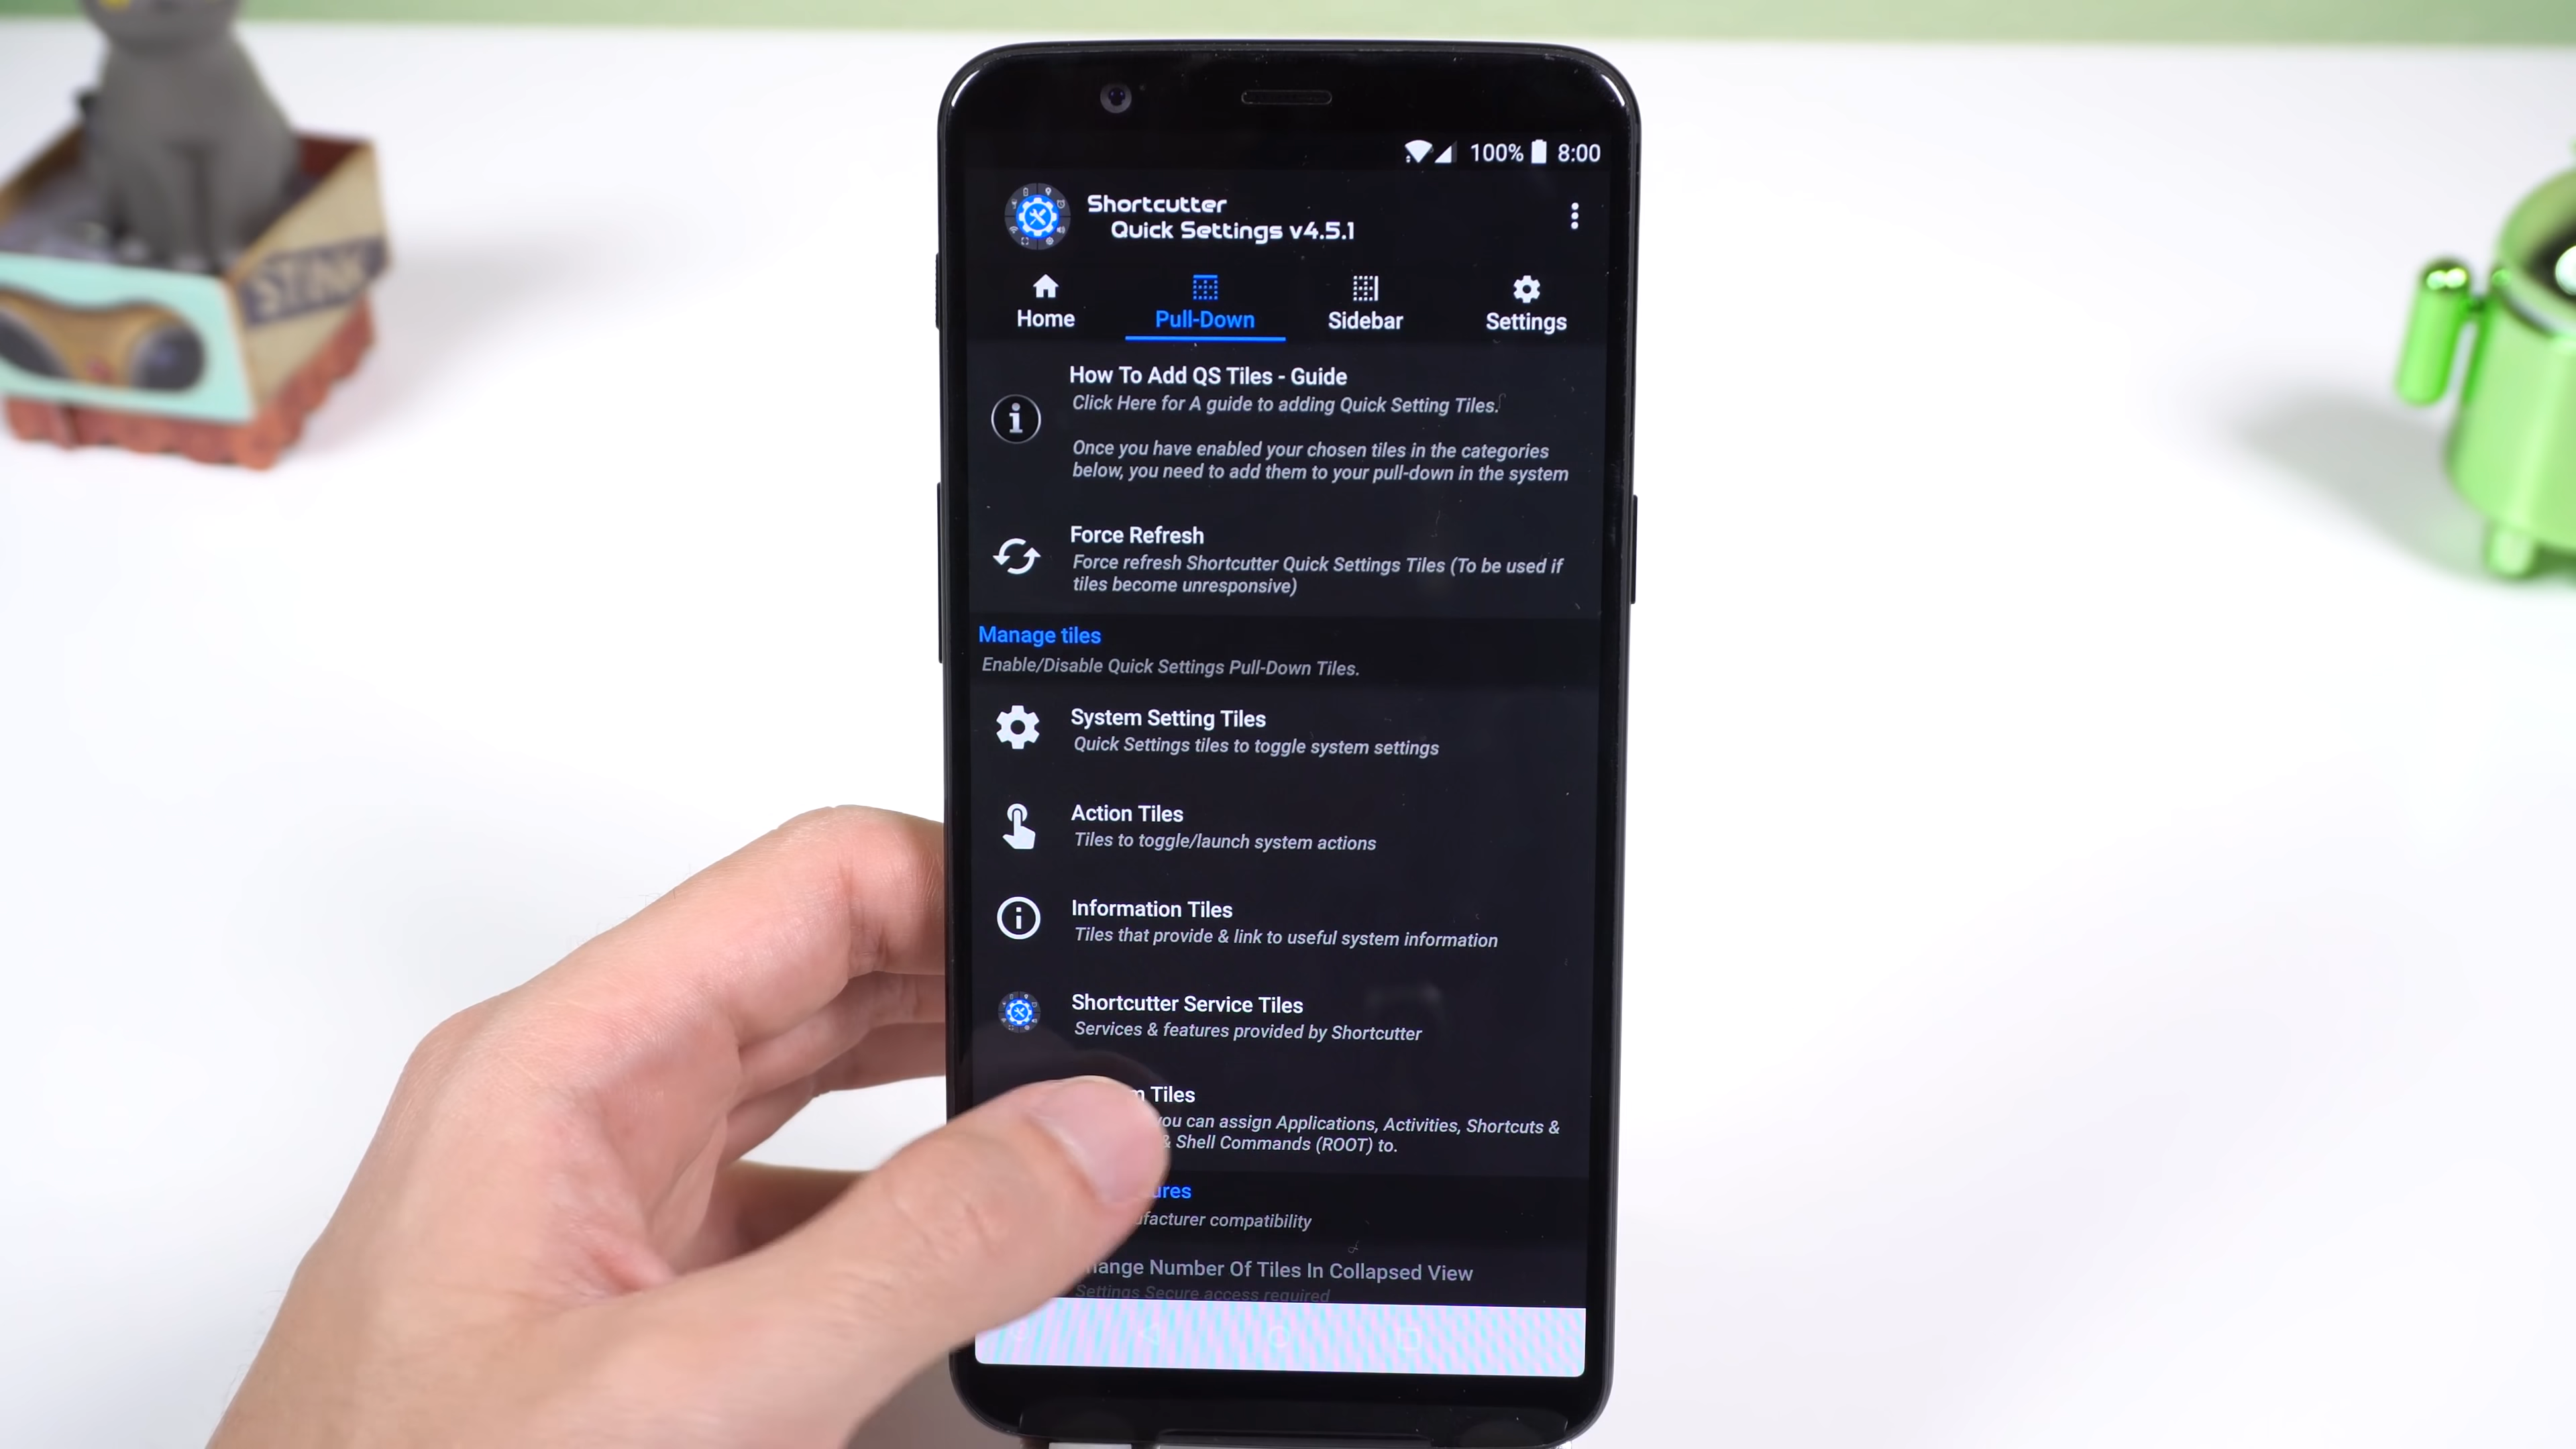 STINK
100% 8:00
Shortcutter
Quick Settings v4.5.1
Home
Pull-Down
Sidebar
Settings
How To Add QS Tiles - Guide
Click Here for A guide to adding Quick Setting Tiles.
Once you have enabled your chosen tiles in the categories
below, you need to add them to your pull-down in the system
Force Refresh
Force refresh Shortcutter Quick Settings Tiles (To be used if
tiles become unresponsive)
Manage tiles
Enable/Disable Quick Settings Pull-Down Tiles.
System Setting Tiles
Quick Settings tiles to toggle system settings
Action Tiles
Tiles to toggle/launch system actions
Information Tiles
Tiles that provide & link to useful system information
Shortcutter Service Tiles
Services & features provided by Shortcutter
Tiles
you can assign Applications, Activities, Shortcuts &
& Shell Commands (ROOT) to.
compatibility
Number Of Tiles In Collapsed View
Settings Secure access required